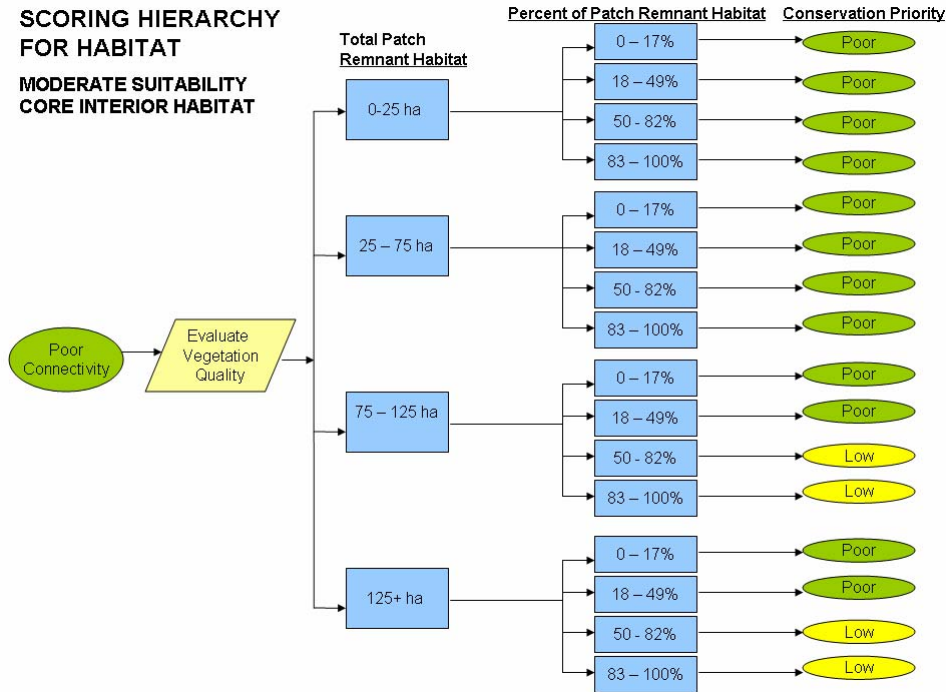 SCORING HIERARCHY
FOR HABITAT
MODERATE SUITABILITY
CORE INTERIOR HABITAT
Total Patch
Remnant Habitat
Percent of Patch Remnant Habitat
Conservation Priority
Poor
Connectivity
Evaluate
Vegetation
Quality
0-25 ha
0 – 17%
Poor
18 – 49%
Poor
50 - 82%
Poor
83 – 100%
Poor
25 – 75 ha
0 – 17%
Poor
18 – 49%
Poor
50 - 82%
Poor
83 – 100%
Poor
75 – 125 ha
0 – 17%
Poor
18 – 49%
Poor
50 - 82%
Low
83 – 100%
Low
125+ ha
0 – 17%
Poor
18 – 49%
Poor
50 - 82%
Low
83 – 100%
Low